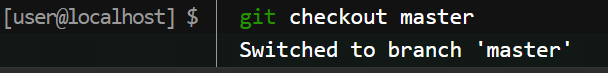 [user@localhost] $ git checkout master
Switched to branch 'master'